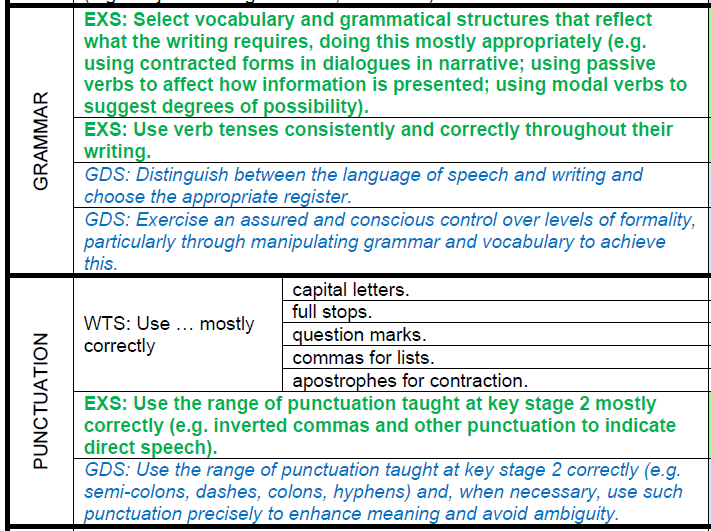 EXS: Select vocabulary and grammatical structures that reflect
what the writing requires, doing this mostly appropriately (e.g.
using contracted forms in dialogues in narrative; using passive
verbs to affect how information is presented; using modal verbs to
suggest degrees of possibility).
GRAMMAR
EXS: Use verb tenses consistently and correctly throughout their
writing.
GDS: Distinguish between the language of speech and writing and
choose the appropriate register.
GDS: Exercise an assured and conscious control over levels of formality,
particularly through manipulating grammar and vocabulary to achieve
this.
PUNCTUATION
WTS: Use … mostly
correctly
capital letters.
full stops.
question marks.
commas for lists.
apostrophes for contraction.
EXS: Use the range of punctuation taught at key stage 2 mostly
correctly (e.g. inverted commas and other punctuation to indicate
direct speech).
GDS: Use the range of punctuation taught at key stage 2 correctly (e.g.
semi-colons, dashes, colons, hyphens) and, when necessary, use such
punctuation precisely to enhance meaning and avoid ambiguity.